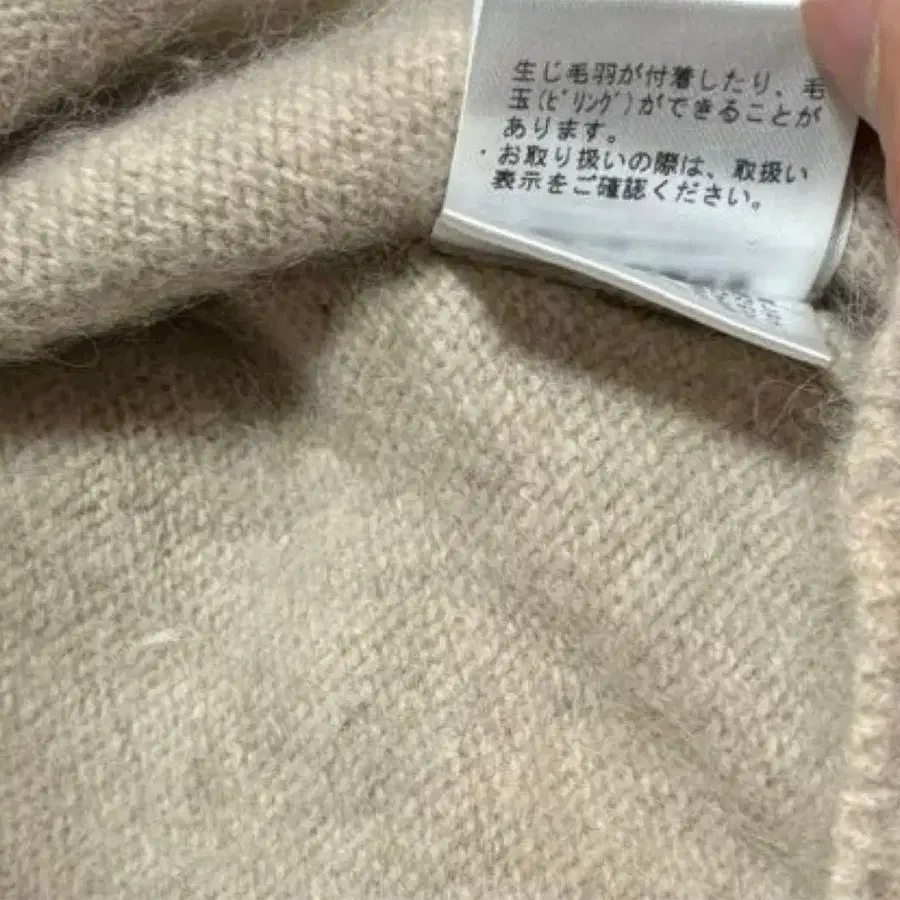 生じ毛羽が付着したり、毛
玉(ﾋﾟﾘﾝｸﾞ)ができることが
あります。
・お取り扱いの際は、取扱い
表示をご確認ください。